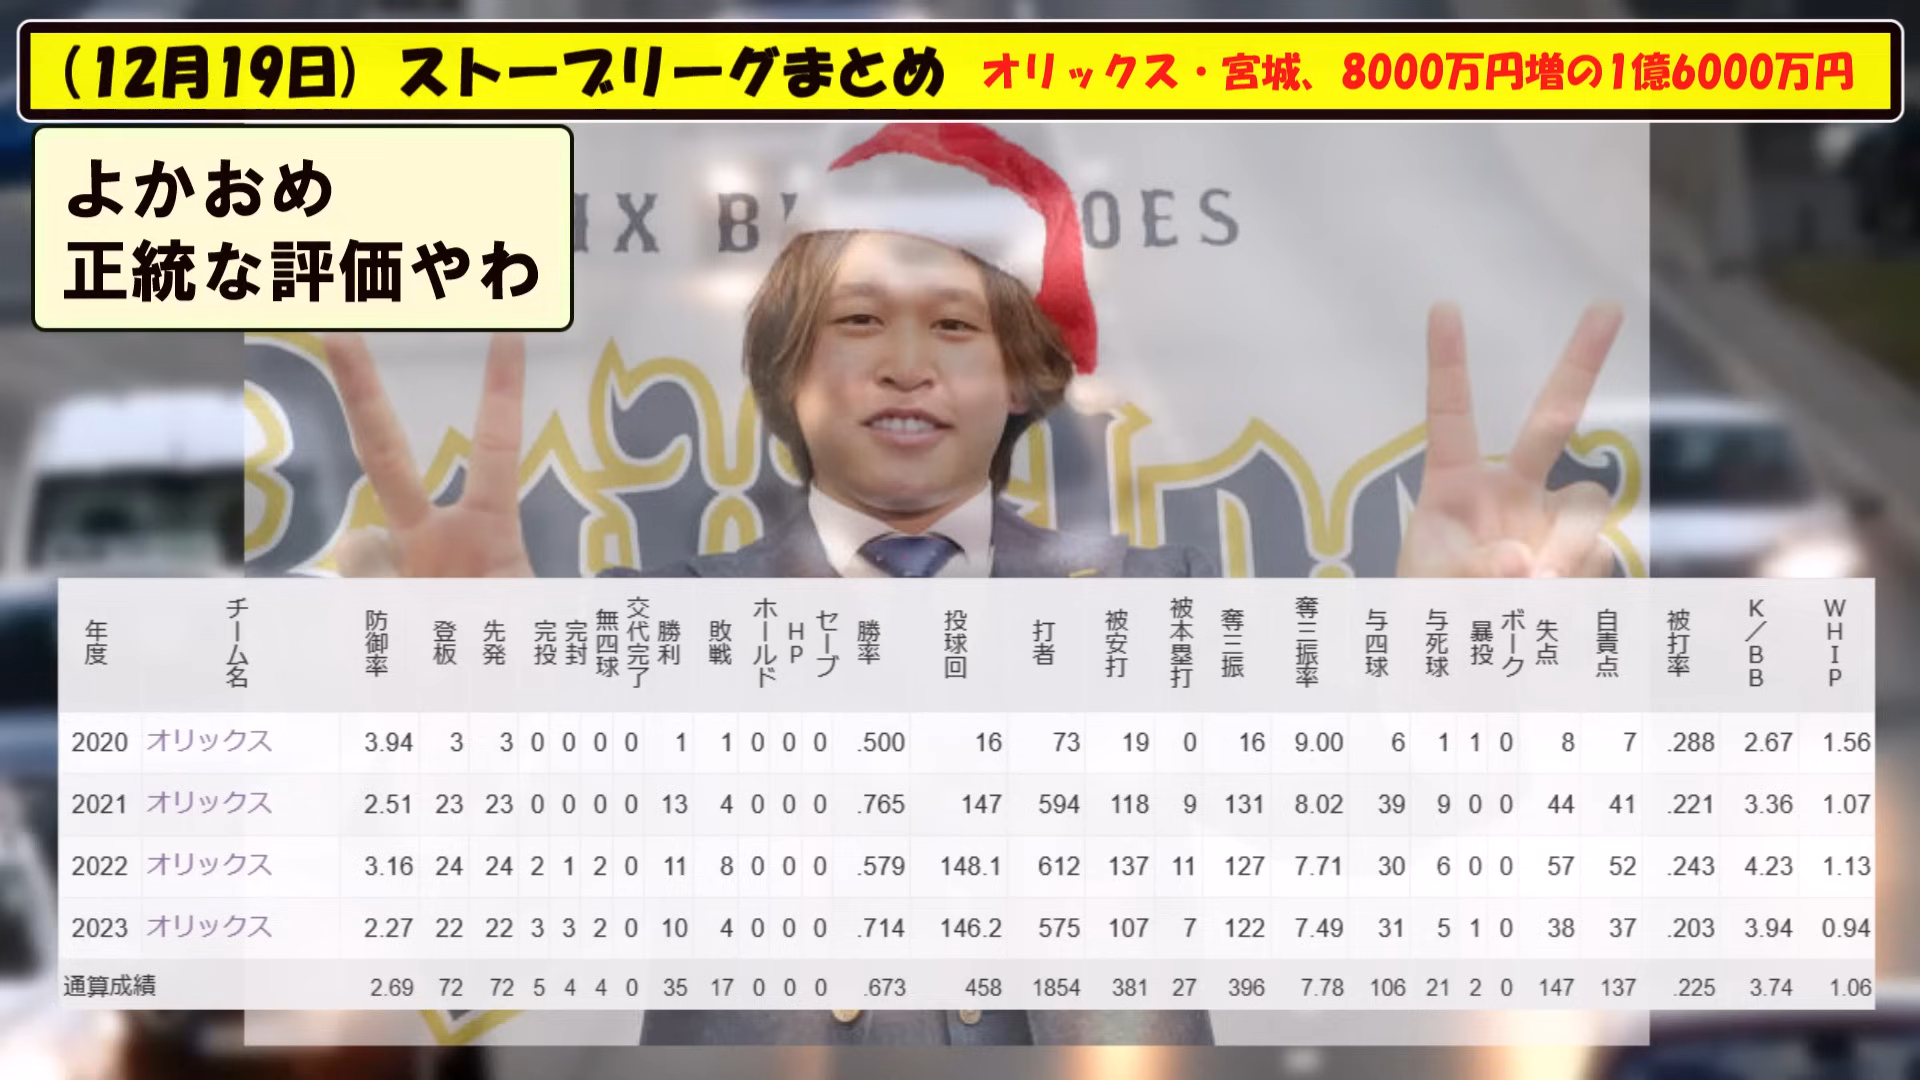 (12月19日) ストーブリーグまとめ オリックス・宮城、8000万円増の1億6000万円
よかおめ
正統な評価やわ
年度 チーム名 防御率 登板 先発 完投 完封 無四球 交代完了 勝利 敗戦 ホールド HP セーブ 勝率 投球回 打者 被安打 被本塁打 奪三振 奪三振率 与四球 与死球 暴投 ボーク 失点 自責点 被打率 K/BB WHIP
2020 オリックス 3.94 3 3 0 0 0 0 1 1 0 0 0 .500 16 73 19 0 16 9.00 6 1 1 0 8 7 .288 2.67 1.56
2021 オリックス 2.51 23 23 0 0 0 0 13 4 0 0 0 .765 147 594 118 9 131 8.02 39 9 0 0 44 41 .221 3.36 1.07
2022 オリックス 3.16 24 24 2 1 2 0 11 8 0 0 0 .579 148.1 612 137 11 127 7.71 30 6 0 0 57 52 .243 4.23 1.13
2023 オリックス 2.27 22 22 3 3 2 0 10 4 0 0 0 .714 146.2 575 107 7 122 7.49 31 5 1 0 38 37 .203 3.94 0.94
通算成績 2.69 72 72 5 4 4 0 35 17 0 0 0 .673 458 1854 381 27 396 7.78 106 21 2 0 147 137 .225 3.74 1.06